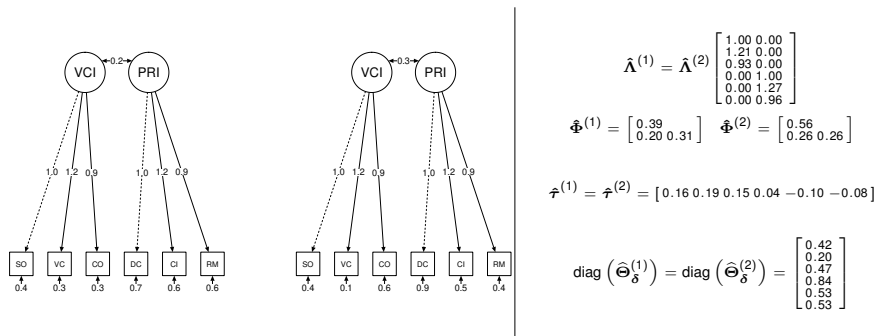 VCI 0.2 PRI
1.0 1.2 0.9 1.0 1.2 0.9
SO VC CO DC CI RM
0.4 0.3 0.3 0.7 0.6 0.6
VCI 0.3 PRI
1.0 1.2 0.9 1.0 1.2 0.9
SO VC CO DC CI RM
0.4 0.1 0.6 0.9 0.5 0.4
Λ̂⁽¹⁾ = Λ̂⁽²⁾
1.00 0.00
1.21 0.00
0.93 0.00
0.00 1.00
0.00 1.27
0.00 0.96
Φ̂⁽¹⁾ = [0.39
0.20 0.31] Φ̂⁽²⁾ = [0.56
0.26 0.26]
τ̂⁽¹⁾ = τ̂⁽²⁾ = [ 0.16 0.19 0.15 0.04 −0.10 −0.08 ]
diag (Θ̂_δ⁽¹⁾) = diag (Θ̂_δ⁽²⁾) =
0.42
0.20
0.47
0.84
0.53
0.53